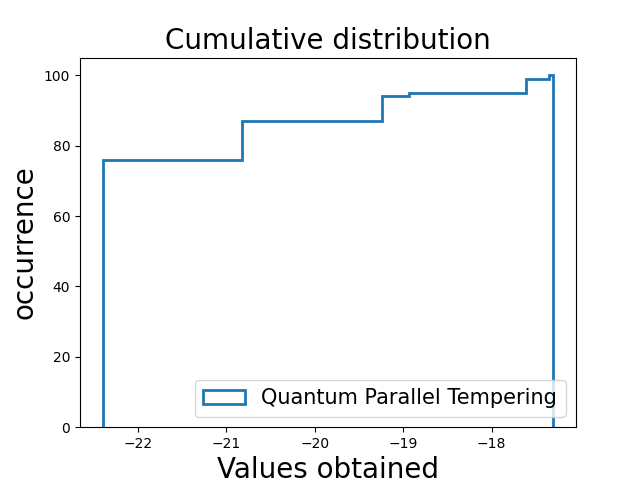 Cumulative distribution
occurrence
100
80
60
40
20
0
Quantum Parallel Tempering
−22 −21 −20 −19 −18
Values obtained